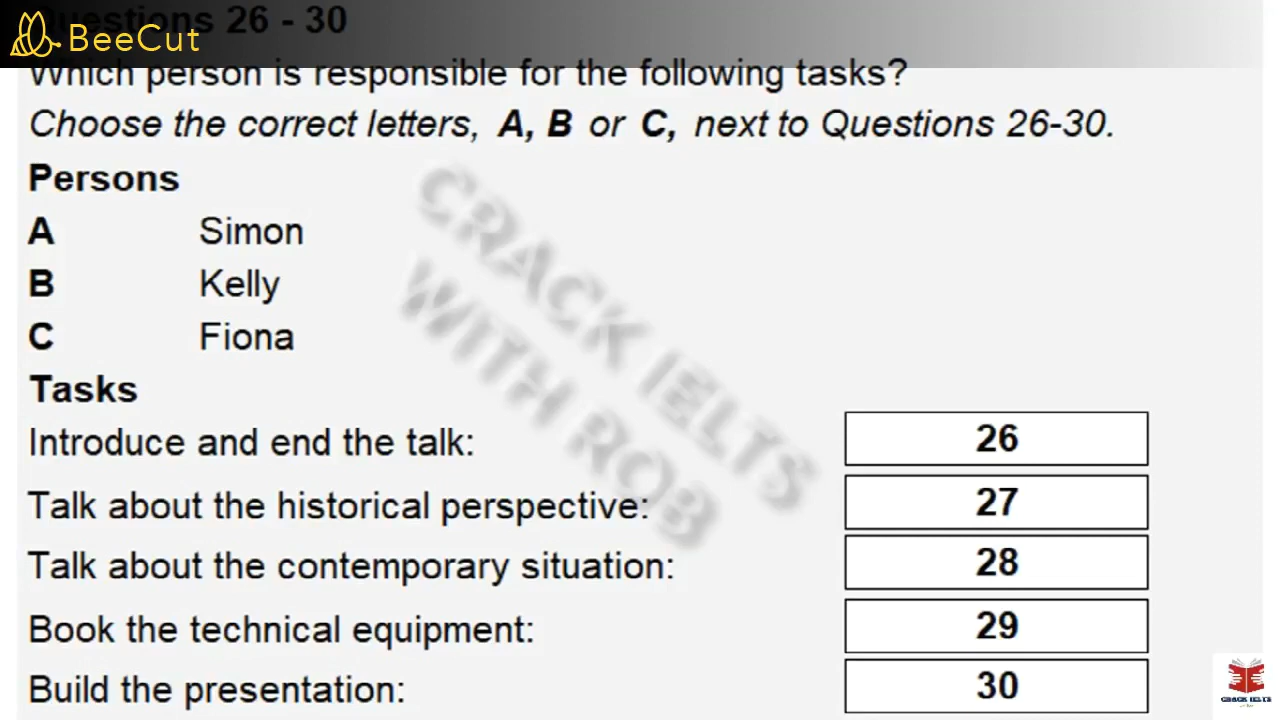 Questions 26 - 30
BeeCut
Which person is responsible for the following tasks?
Choose the correct letters, A, B or C, next to Questions 26-30.
Persons
A Simon
B Kelly
C Fiona
Tasks
Introduce and end the talk: 26
Talk about the historical perspective: 27
Talk about the contemporary situation: 28
Book the technical equipment: 29
Build the presentation: 30
CRACK IELTS
WITH ROB
CRACK IELTS